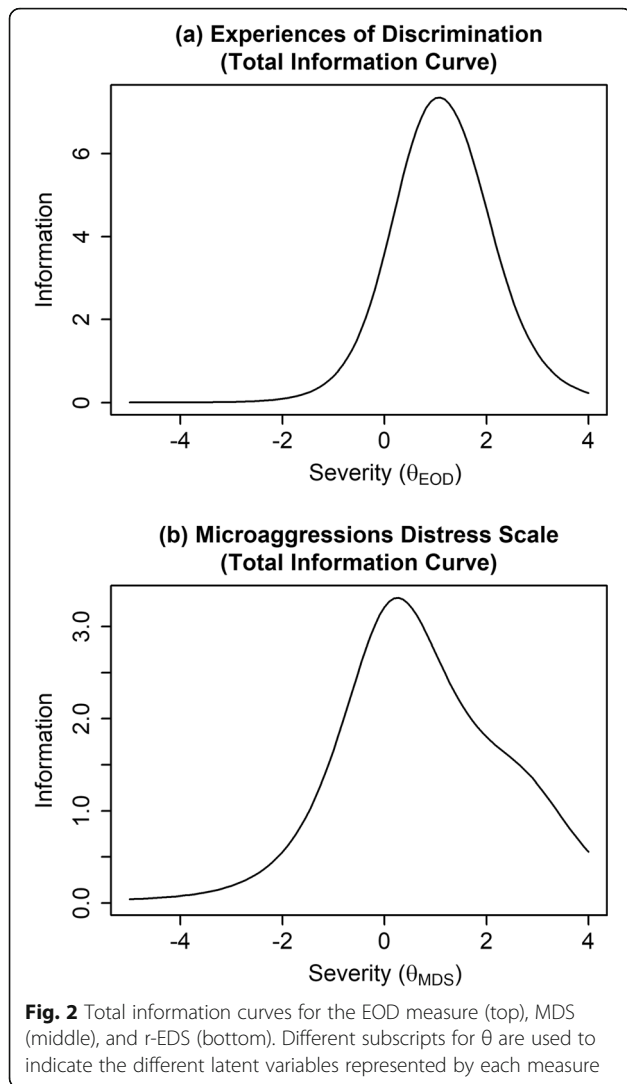 (a) Experiences of Discrimination
(Total Information Curve)
Information
6
4
2
0
-4 -2 0 2 4
Severity (θEOD)
(b) Microaggressions Distress Scale
(Total Information Curve)
Information
3.0
2.0
1.0
0.0
-4 -2 0 2 4
Severity (θMDS)
Fig. 2 Total information curves for the EOD measure (top), MDS
(middle), and r-EDS (bottom). Different subscripts for θ are used to
indicate the different latent variables represented by each measure